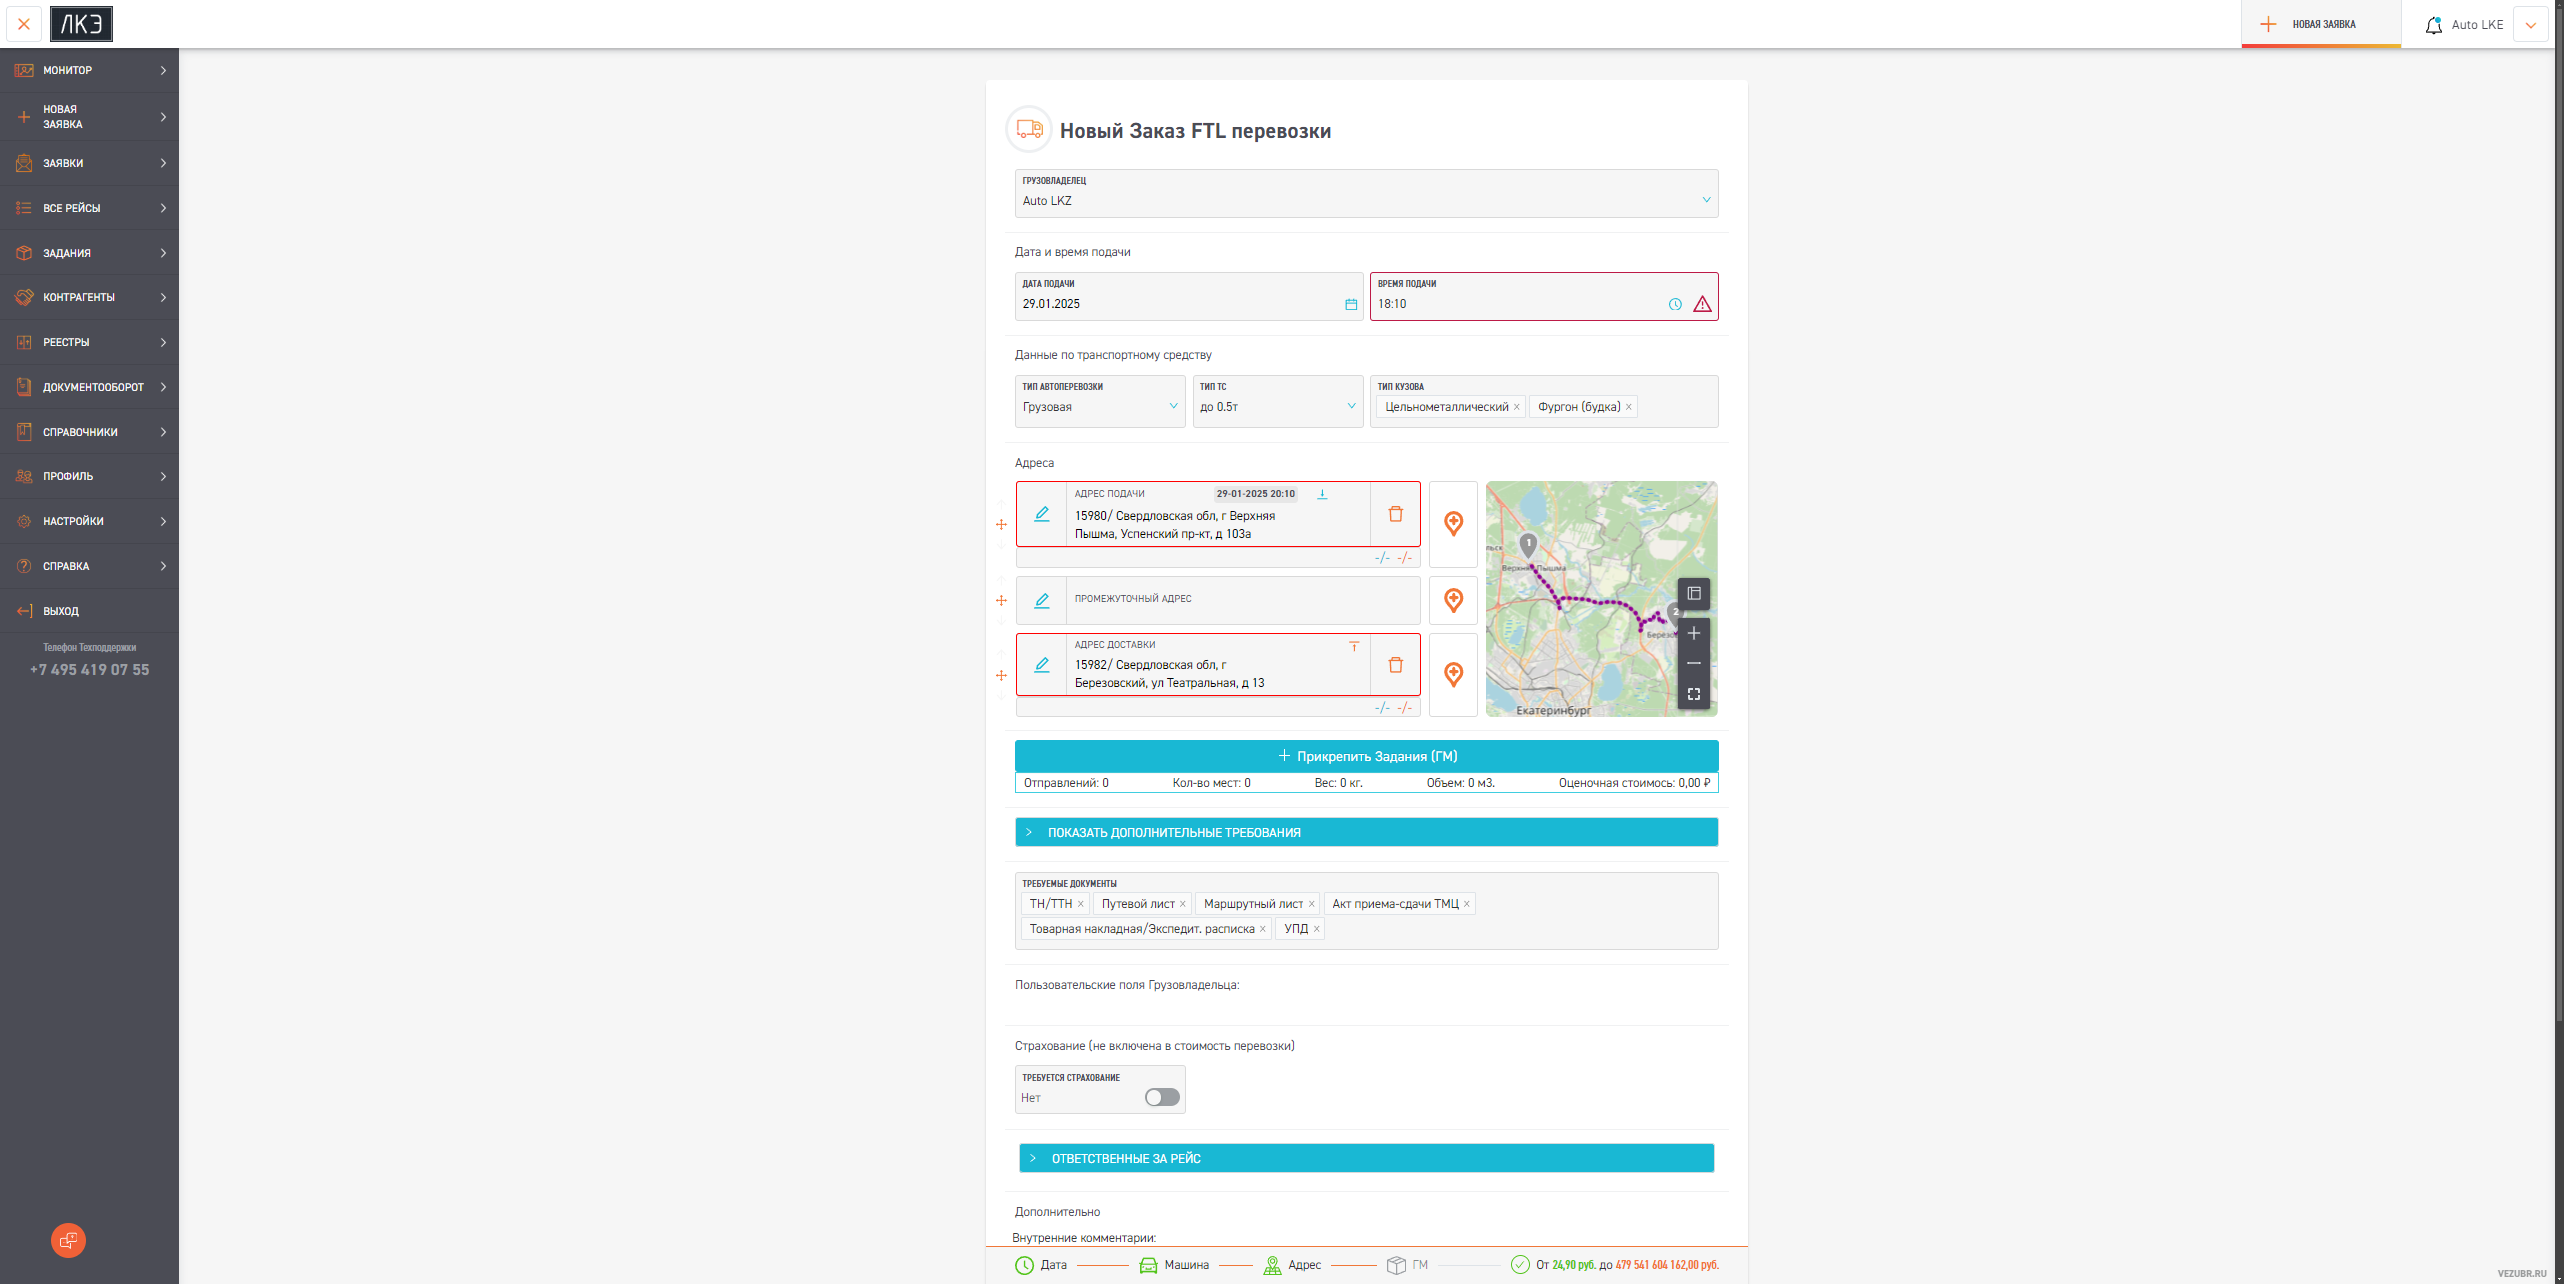 ЛКЭ
НОВАЯ ЗАЯВКА
Auto LKE
МОНИТОР
НОВАЯ
ЗАЯВКА
ЗАЯВКИ
ВСЕ РЕЙСЫ
ЗАДАНИЯ
КОНТРАГЕНТЫ
РЕЕСТРЫ
ДОКУМЕНТООБОРОТ
СПРАВОЧНИКИ
ПРОФИЛЬ
НАСТРОЙКИ
СПРАВКА
ВЫХОД
Телефон Техподдержки
+7 495 419 07 55
Новый Заказ FTL перевозки
ГРУЗОВЛАДЕЛЕЦ
Auto LKZ
Дата и время подачи
ДАТА ПОДАЧИ
29.01.2025
ВРЕМЯ ПОДАЧИ
18:10
Данные по транспортному средству
ТИП АВТОПЕРЕВОЗКИ
Грузовая
ТИП ТС
до 0.5т
ТИП КУЗОВА
Цельнометаллический × Фургон (будка) ×
Адреса
АДРЕС ПОДАЧИ 29-01-2025 20:10
15980/ Свердловская обл, г Верхняя
Пышма, Успенский пр-кт, д 103а
-/- -/-
ПРОМЕЖУТОЧНЫЙ АДРЕС
АДРЕС ДОСТАВКИ
15982/ Свердловская обл, г
Березовский, ул Театральная, д 13
-/- -/-
1
Верхняя Пышма
2
Екатеринбург
+ Прикрепить Задания (ГМ)
Отправлений: 0 Кол-во мест: 0 Вес: 0 кг. Объем: 0 м3. Оценочная стоимось: 0,00 ₽
ПОКАЗАТЬ ДОПОЛНИТЕЛЬНЫЕ ТРЕБОВАНИЯ
ТРЕБУЕМЫЕ ДОКУМЕНТЫ
ТН/ТТН × Путевой лист × Маршрутный лист × Акт приема-сдачи ТМЦ ×
Товарная накладная/Экспедит. расписка × УПД ×
Пользовательские поля Грузовладельца:
Страхование (не включена в стоимость перевозки)
ТРЕБУЕТСЯ СТРАХОВАНИЕ
Нет
ОТВЕТСТВЕННЫЕ ЗА РЕЙС
Дополнительно
Внутренние комментарии:
Дата Машина Адрес ГМ От 24,90 руб. до 479 541 604 162,00 руб.
VEZUBR.RU